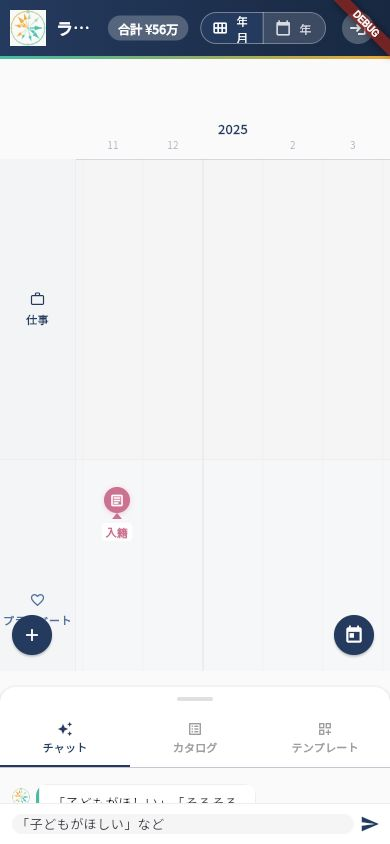 ラ…
合計 ¥56万
年
月
年
DEBUG
2025
11
12
2
3
仕事
入籍
チャット
カタログ
テンプレート
「子どもがほしい」など